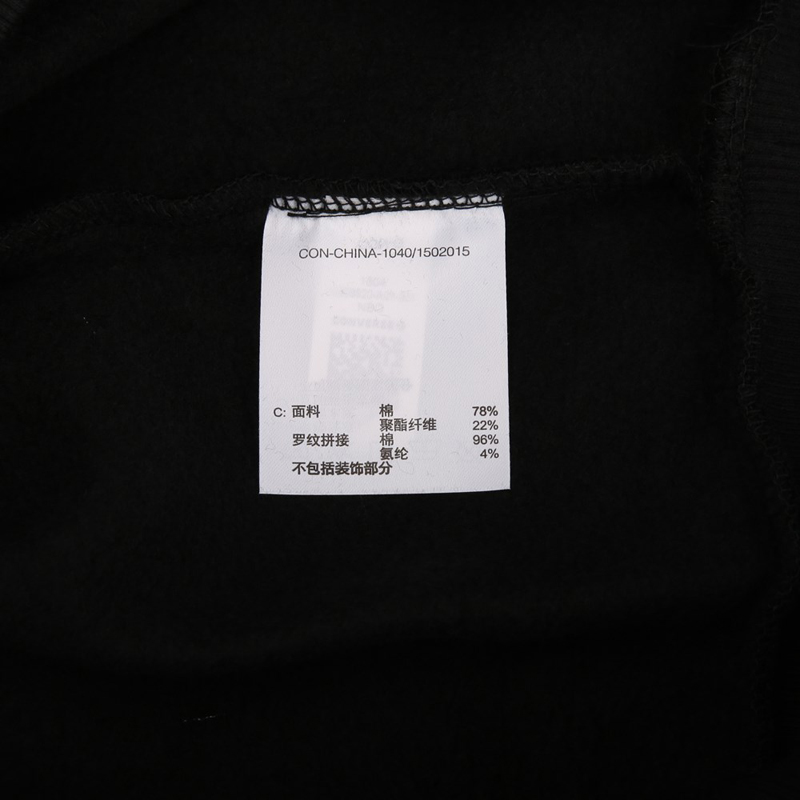 CON-CHINA-1040/1502015
C: 面料 棉 78%
聚酯纤维 22%
罗纹拼接 棉 96%
氨纶 4%
不包括装饰部分